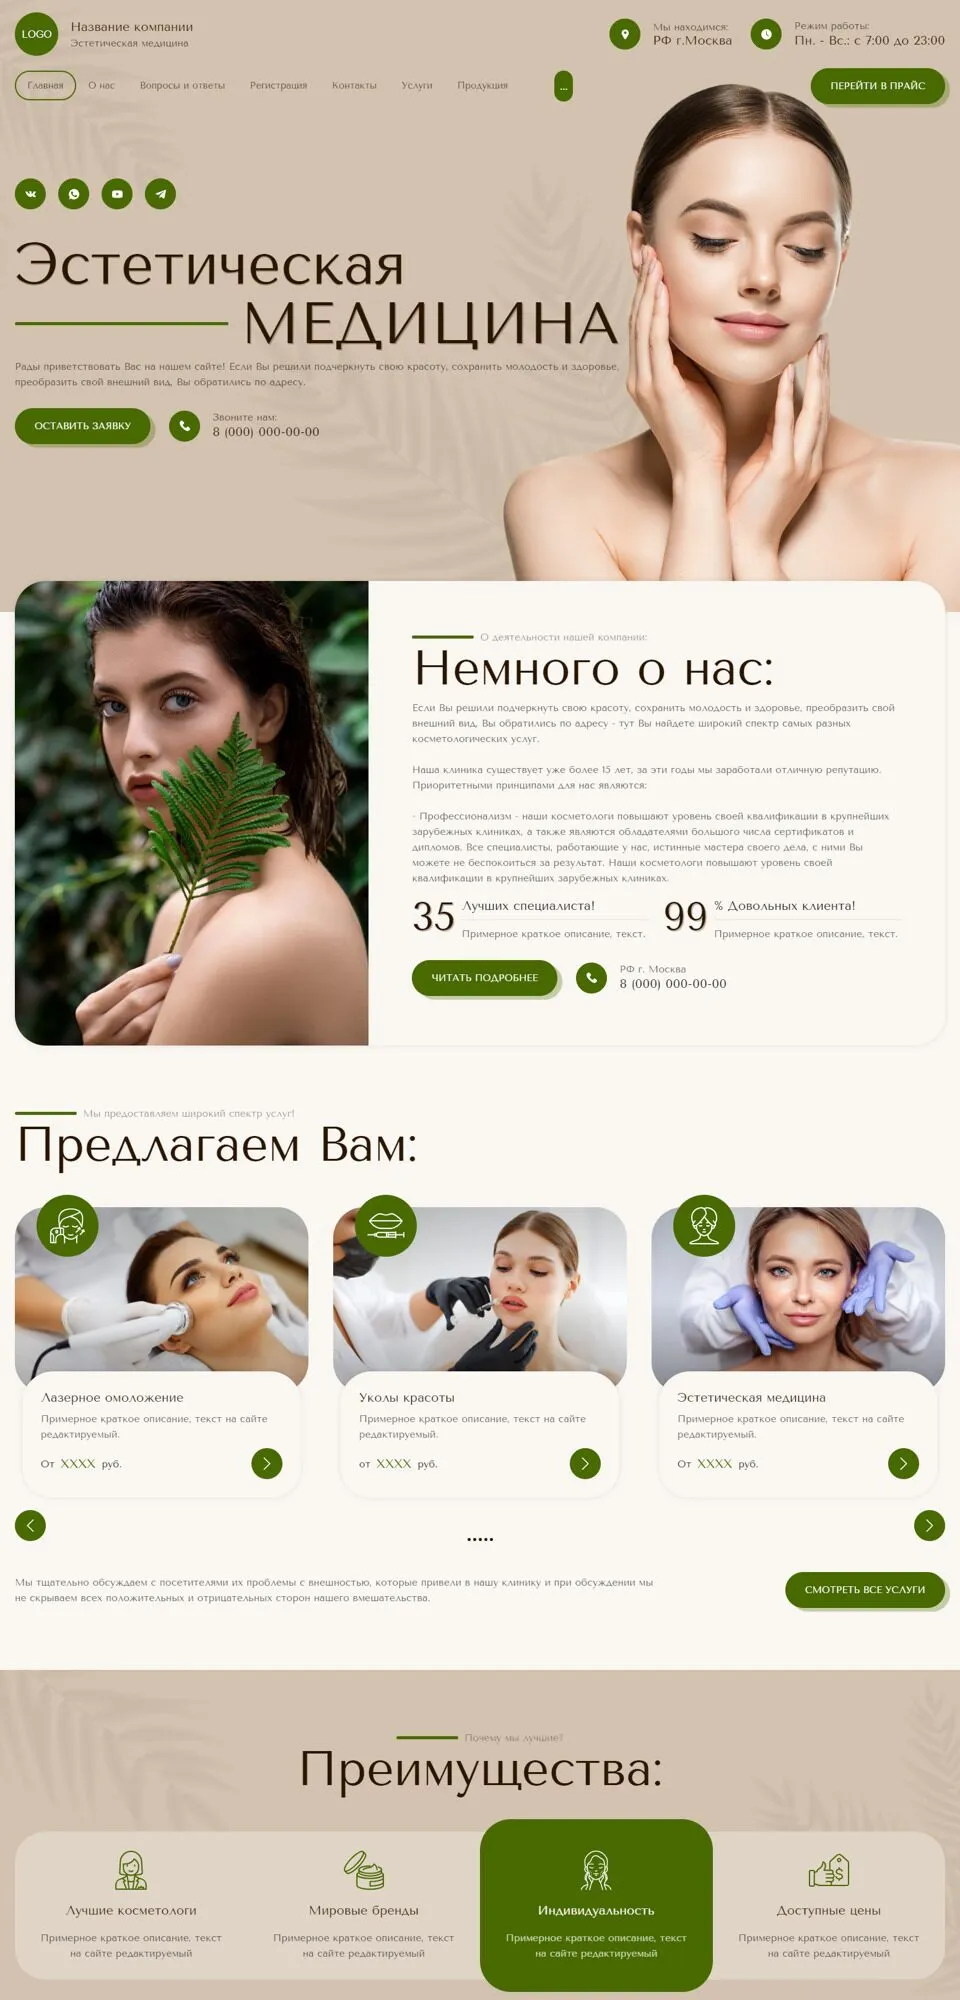 LOGO
Название компании
Эстетическая медицина
Мы находимся:
РФ г.Москва
Режим работы:
Пн. - Вс.: с 7:00 до 23:00
Главная
О нас
Вопросы и ответы
Регистрация
Контакты
Услуги
Продукция
...
ПЕРЕЙТИ В ПРАЙС
Эстетическая
МЕДИЦИНА
Рады приветствовать Вас на нашем сайте! Если Вы решили подчеркнуть свою красоту, сохранить молодость и здоровье,
преобразить свой внешний вид, Вы обратились по адресу.
ОСТАВИТЬ ЗАЯВКУ
Звоните нам:
8 (000) 000-00-00
О деятельности нашей компании:
Немного о нас:
Если Вы решили подчеркнуть свою красоту, сохранить молодость и здоровье, преобразить свой
внешний вид, Вы обратились по адресу - тут Вы найдете широкий спектр самых разных
косметологических услуг.
Наша клиника существует уже более 15 лет, за эти годы мы заработали отличную репутацию.
Приоритетными принципами для нас являются:
- Профессионализм - наши косметологи повышают уровень своей квалификации в крупнейших
зарубежных клиниках, а также являются обладателями большого числа сертификатов и
дипломов. Все специалисты, работающие у нас, истинные мастера своего дела, с ними Вы
можете не беспокоиться за результат. Наши косметологи повышают уровень своей
квалификации в крупнейших зарубежных клиниках.
35
Лучших специалиста!
Примерное краткое описание, текст.
99
% Довольных клиента!
Примерное краткое описание, текст.
ЧИТАТЬ ПОДРОБНЕЕ
РФ г. Москва
8 (000) 000-00-00
Мы предоставляем широкий спектр услуг!
Предлагаем Вам:
Лазерное омоложение
Примерное краткое описание, текст на сайте
редактируемый.
От XXXX руб.
Уколы красоты
Примерное краткое описание, текст на сайте
редактируемый.
от XXXX руб.
Эстетическая медицина
Примерное краткое описание, текст на сайте
редактируемый.
От XXXX руб.
Мы тщательно обсуждаем с посетителями их проблемы с внешностью, которые привели в нашу клинику и при обсуждении мы
не скрываем всех положительных и отрицательных сторон нашего вмешательства.
СМОТРЕТЬ ВСЕ УСЛУГИ
Почему мы лучшие?
Преимущества:
Лучшие косметологи
Примерное краткое описание, текст
на сайте редактируемый
Мировые бренды
Примерное краткое описание, текст
на сайте редактируемый
Индивидуальность
Примерное краткое описание, текст
на сайте редактируемый
Доступные цены
Примерное краткое описание, текст
на сайте редактируемый